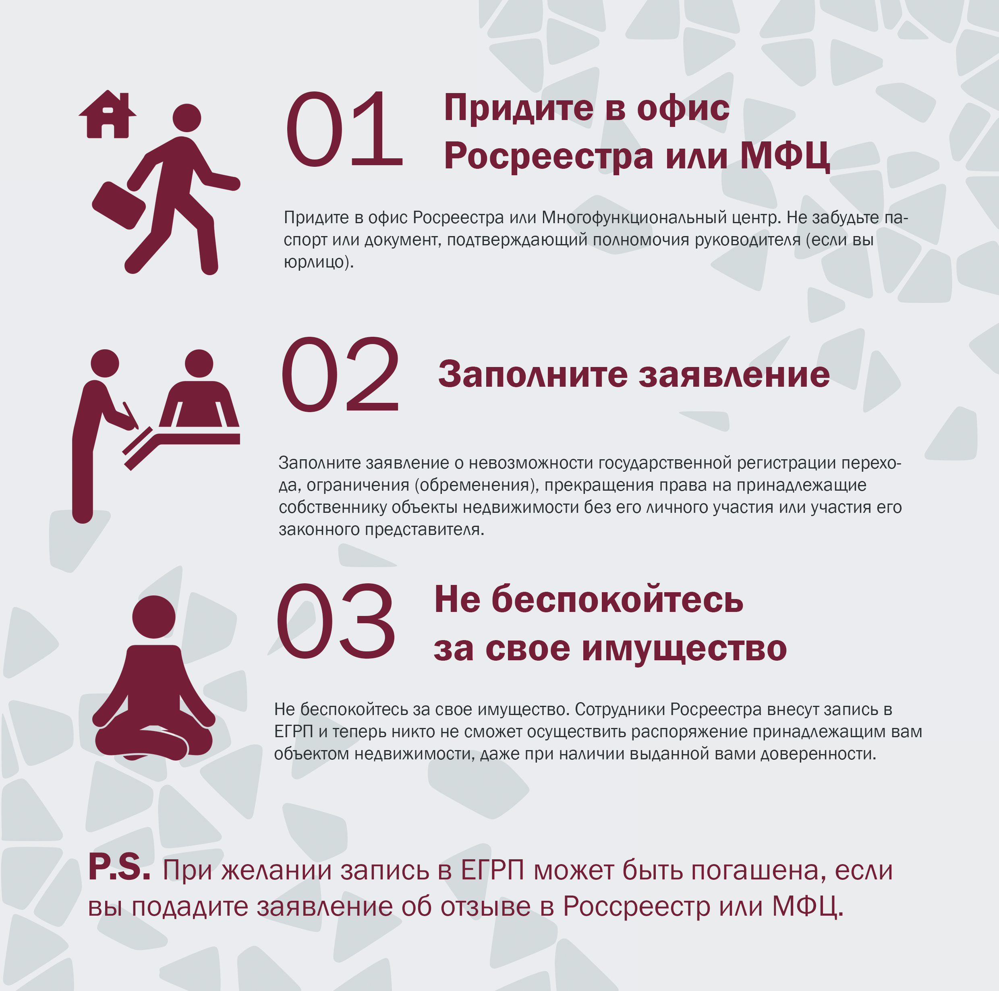 01
Придите в офис
Росреестра или МФЦ
Придите в офис Росреестра или Многофункциональный центр. Не забудьте па-
спорт или документ, подтверждающий полномочия руководителя (если вы
юрлицо).
02
Заполните заявление
Заполните заявление о невозможности государственной регистрации перехо-
да, ограничения (обременения), прекращения права на принадлежащие
собственнику объекты недвижимости без его личного участия или участия его
законного представителя.
03
Не беспокойтесь
за свое имущество
Не беспокойтесь за свое имущество. Сотрудники Росреестра внесут запись в
ЕГРП и теперь никто не сможет осуществить распоряжение принадлежащим вам
объектом недвижимости, даже при наличии выданной вами доверенности.
P.S. При желании запись в ЕГРП может быть погашена, если
вы подадите заявление об отзыве в Россреестр или МФЦ.